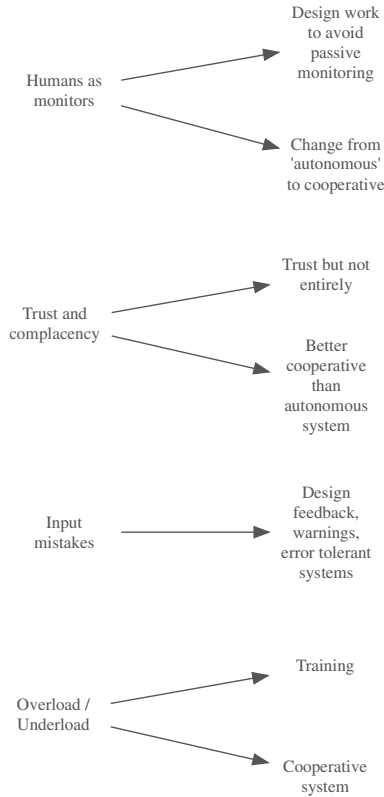 Humans as
monitors
Design work
to avoid
passive
monitoring
Change from
'autonomous'
to cooperative
Trust and
complacency
Trust but not
entirely
Better
cooperative
than
autonomous
system
Input
mistakes
Design
feedback,
warnings,
error tolerant
systems
Overload /
Underload
Training
Cooperative
system